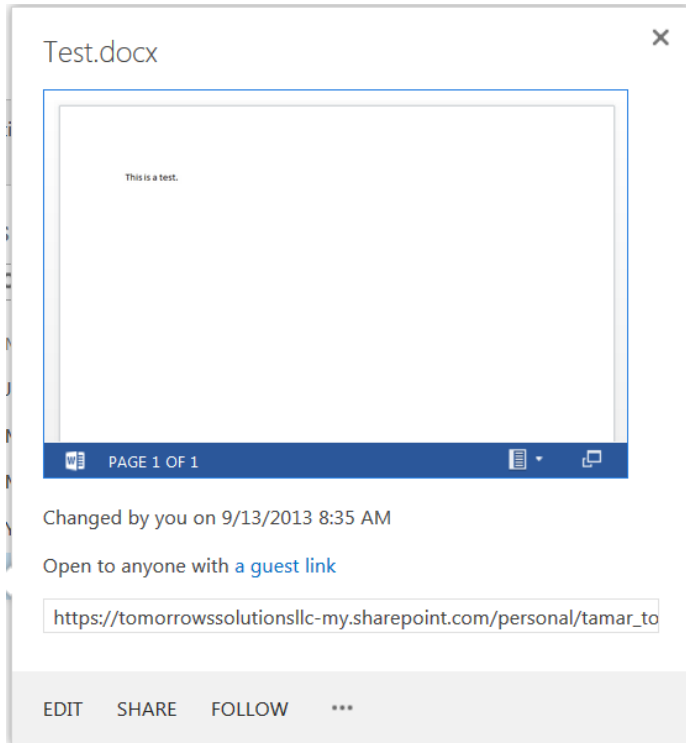 Test.docx
This is a test.
PAGE 1 OF 1
Changed by you on 9/13/2013 8:35 AM
Open to anyone with a guest link
https://tomorrowssolutionsllc-my.sharepoint.com/personal/tamar_to
EDIT SHARE FOLLOW ...